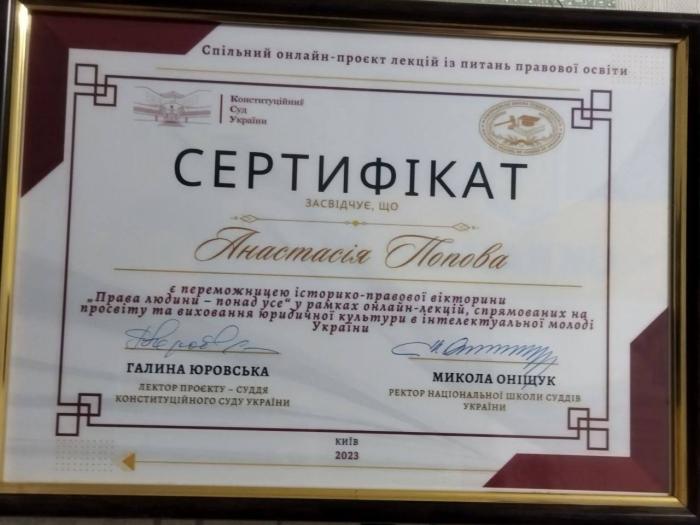 Спільний онлайн-проєкт лекцій із питань правової освіти
Конституційний
Суд
України
СЕРТИФІКАТ
ЗАСВІДЧУЄ, ЩО
Анастасія Попова
є переможницею історико-правової вікторини
„Права людини – понад усе“ у рамках онлайн-лекцій, спрямованих на
просвіту та виховання юридичної культури в інтелектуальної молоді
України
ГАЛИНА ЮРОВСЬКА
ЛЕКТОР ПРОЄКТУ – СУДДЯ
КОНСТИТУЦІЙНОГО СУДУ УКРАЇНИ
МИКОЛА ОНІЩУК
РЕКТОР НАЦІОНАЛЬНОЇ ШКОЛИ СУДДІВ
УКРАЇНИ
КИЇВ
2023